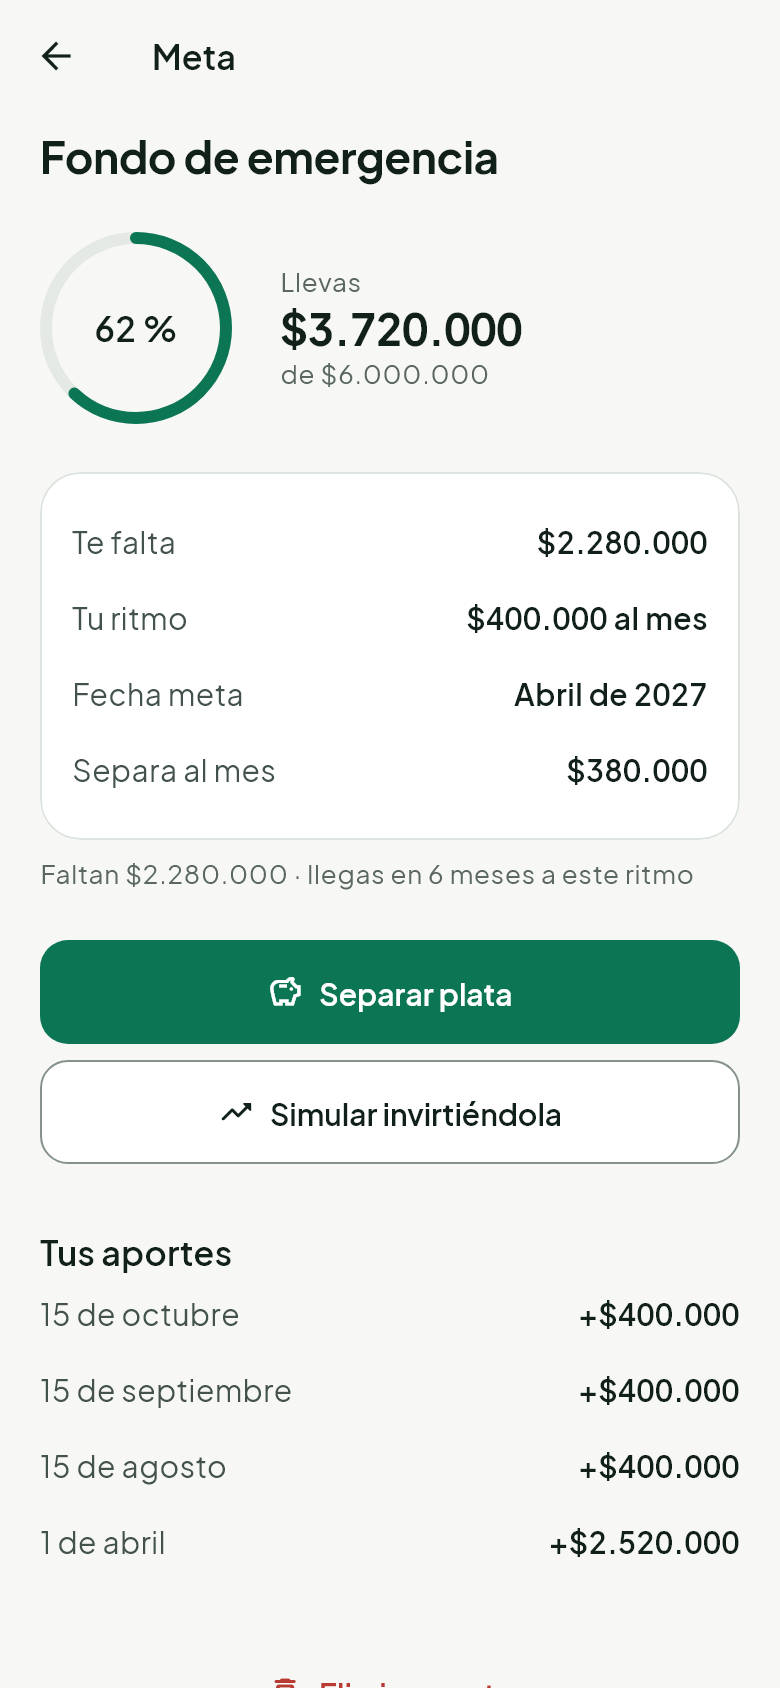 Meta
Fondo de emergencia
62 %
Llevas
$3.720.000
de $6.000.000
Te falta $2.280.000
Tu ritmo $400.000 al mes
Fecha meta Abril de 2027
Separa al mes $380.000
Faltan $2.280.000 · llegas en 6 meses a este ritmo
Separar plata
Simular invirtiéndola
Tus aportes
15 de octubre +$400.000
15 de septiembre +$400.000
15 de agosto +$400.000
1 de abril +$2.520.000